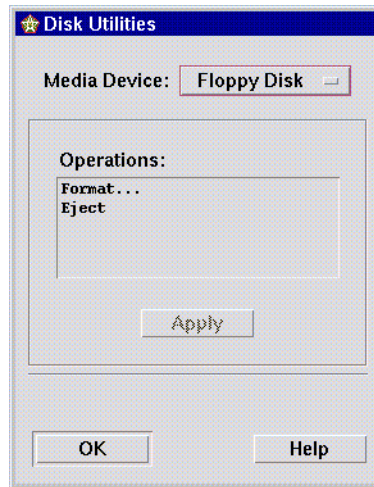 Disk Utilities
Media Device: Floppy Disk
Operations:
Format...
Eject
Apply
OK Help